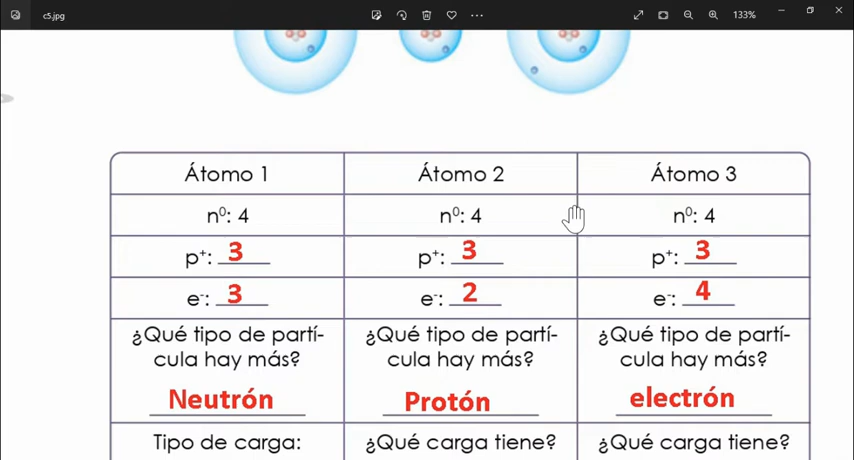 c5.jpg
133%
Átomo 1 Átomo 2 Átomo 3
n⁰: 4 n⁰: 4 n⁰: 4
p⁺: 3 p⁺: 3 p⁺: 3
e⁻: 3 e⁻: 2 e⁻: 4
¿Qué tipo de partí- ¿Qué tipo de partí- ¿Qué tipo de partí-
cula hay más? cula hay más? cula hay más?
Neutrón Protón electrón
Tipo de carga: ¿Qué carga tiene? ¿Qué carga tiene?